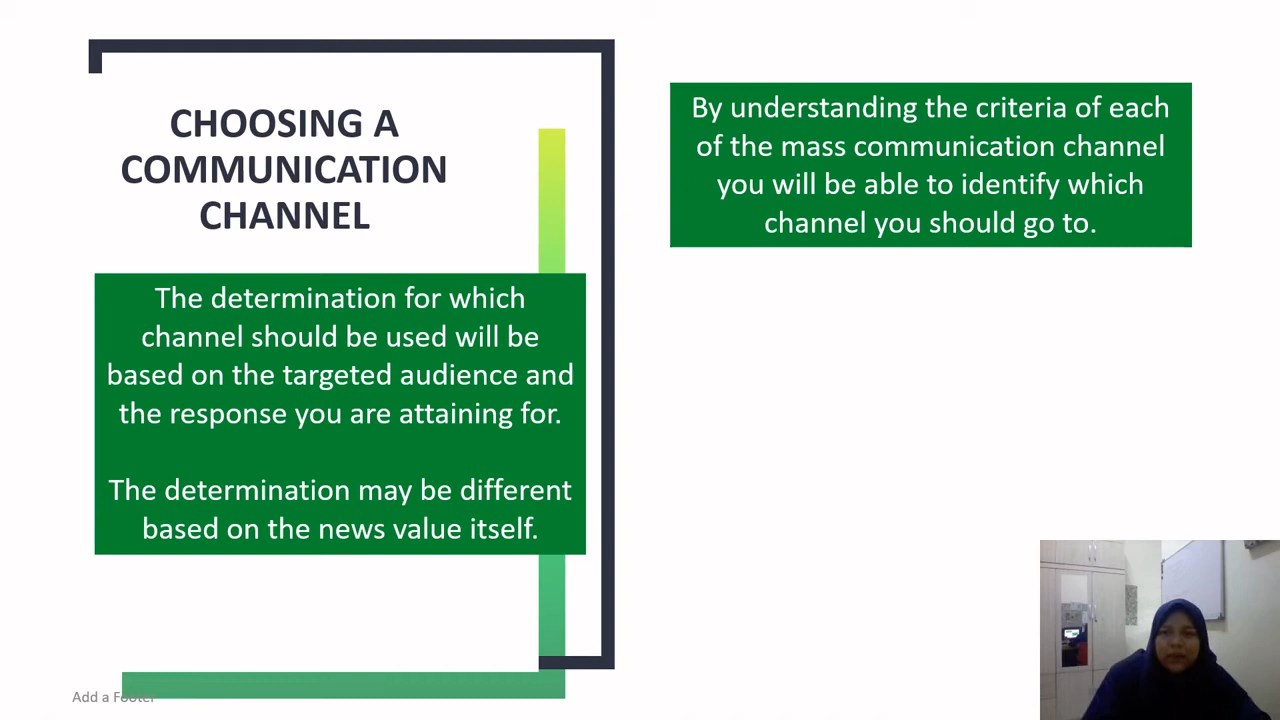 CHOOSING A
COMMUNICATION
CHANNEL
The determination for which
channel should be used will be
based on the targeted audience and
the response you are attaining for.
The determination may be different
based on the news value itself.
By understanding the criteria of each
of the mass communication channel
you will be able to identify which
channel you should go to.
Add a Footer